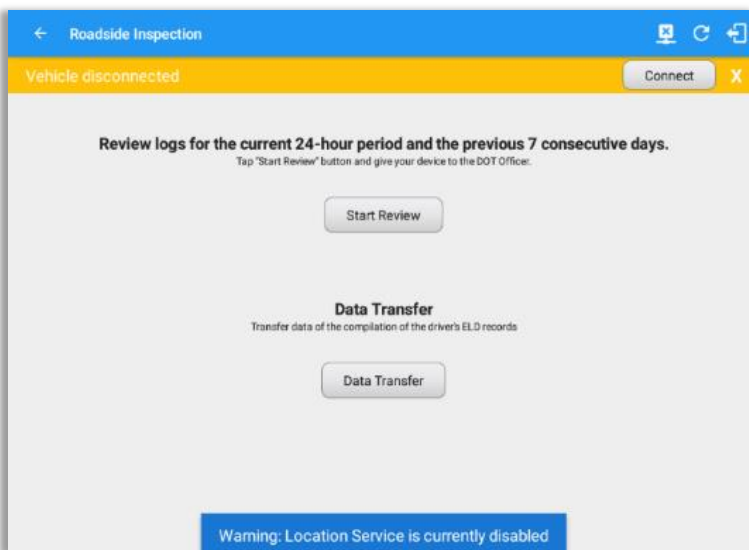 Roadside Inspection
Vehicle disconnected
Connect
X
Review logs for the current 24-hour period and the previous 7 consecutive days.
Tap "Start Review" button and give your device to the DOT Officer.
Start Review
Data Transfer
Transfer data of the compilation of the driver's ELD records
Data Transfer
Warning: Location Service is currently disabled